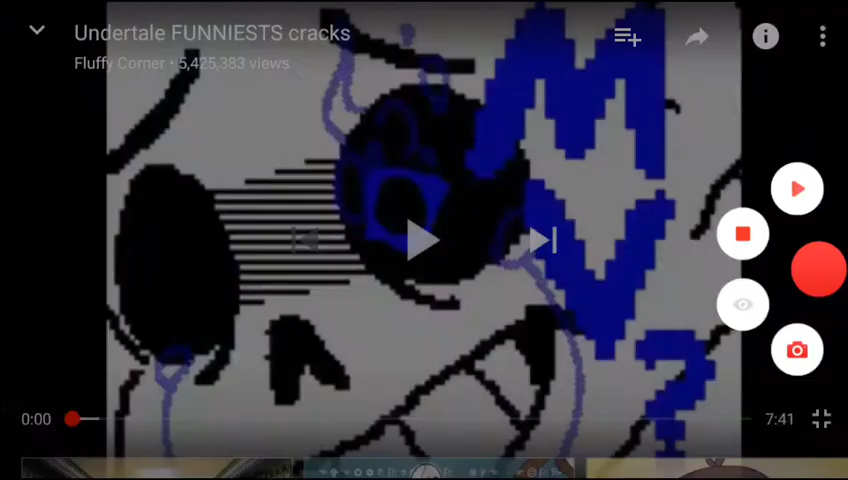 Undertale FUNNIESTS cracks
Fluffy Corner • 5,425,383 views
0:00
7:41